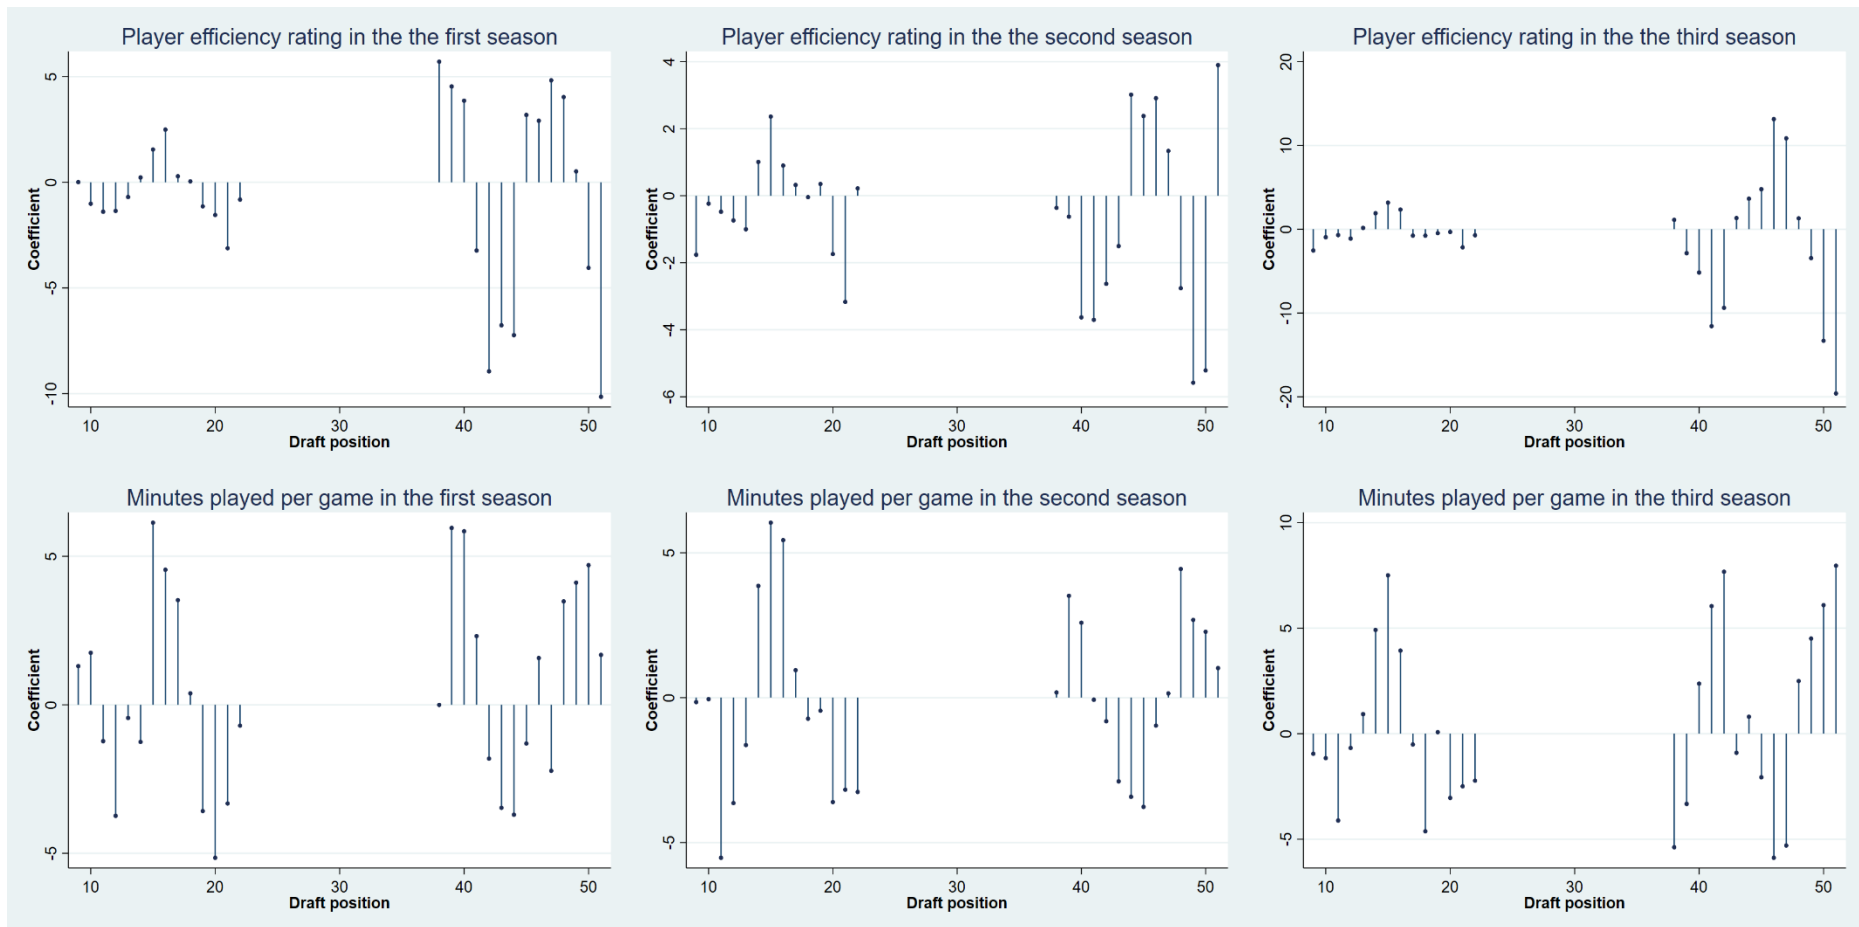 Player efficiency rating in the the first season
Coefficient
5
0
-5
-10
10 20 30 40 50
Draft position
Player efficiency rating in the the second season
Coefficient
4
2
0
-2
-4
-6
10 20 30 40 50
Draft position
Player efficiency rating in the the third season
Coefficient
20
10
0
-10
-20
10 20 30 40 50
Draft position
Minutes played per game in the first season
Coefficient
5
0
-5
10 20 30 40 50
Draft position
Minutes played per game in the second season
Coefficient
5
0
-5
10 20 30 40 50
Draft position
Minutes played per game in the third season
Coefficient
10
5
0
-5
10 20 30 40 50
Draft position